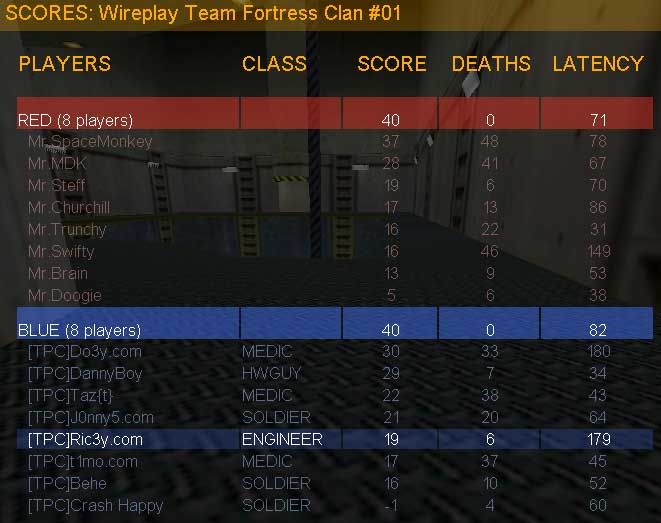 SCORES: Wireplay Team Fortress Clan #01
PLAYERS CLASS SCORE DEATHS LATENCY
RED (8 players) 40 0 71
Mr.SpaceMonkey 37 48 78
Mr.MDK 28 41 67
Mr.Steff 19 6 70
Mr.Churchill 17 13 86
Mr.Trunchy 16 22 31
Mr.Swifty 16 46 149
Mr.Brain 13 9 53
Mr.Doogie 5 6 38
BLUE (8 players) 40 0 82
[TPC]Do3y.com MEDIC 30 33 180
[TPC]DannyBoy HWGUY 29 7 34
[TPC]Taz{t} MEDIC 22 38 43
[TPC]J0nny5.com SOLDIER 21 20 64
[TPC]Ric3y.com ENGINEER 19 6 179
[TPC]t1mo.com MEDIC 17 37 45
[TPC]Behe SOLDIER 16 10 52
[TPC]Crash Happy SOLDIER -1 4 60